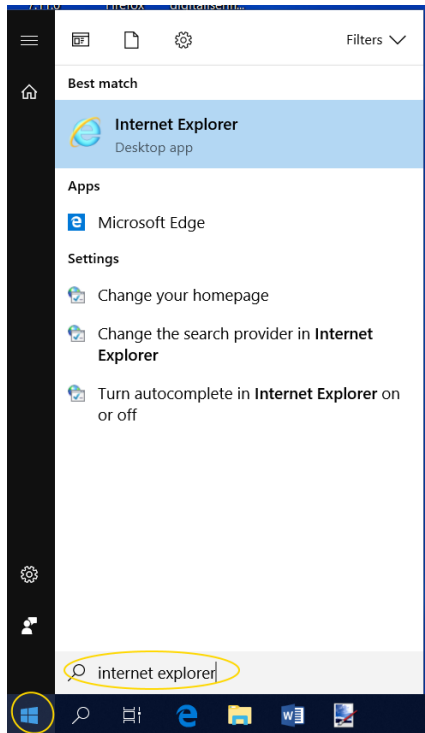 Firefox
Filters
Best match
Internet Explorer
Desktop app
Apps
Microsoft Edge
Settings
Change your homepage
Change the search provider in Internet
Explorer
Turn autocomplete in Internet Explorer on
or off
internet explorer